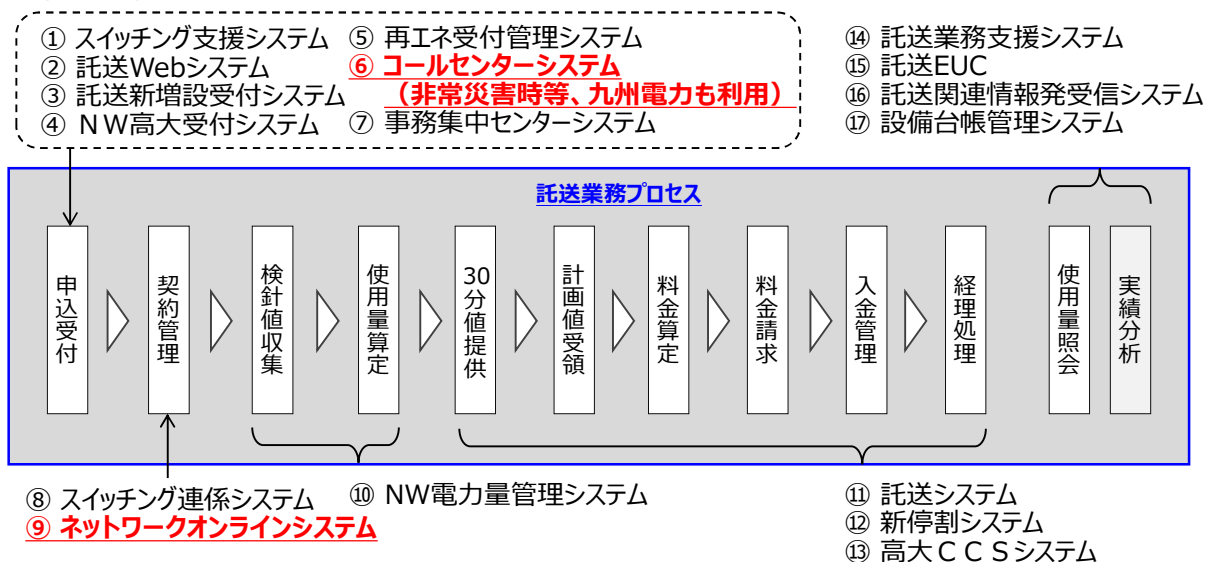 ① スイッチング支援システム
② 託送Webシステム
③ 託送新増設受付システム
④ NW高大受付システム
⑤ 再エネ受付管理システム
⑥ コールセンターシステム
（非常災害時等、九州電力も利用）
⑦ 事務集中センターシステム
⑭ 託送業務支援システム
⑮ 託送EUC
⑯ 託送関連情報発受信システム
⑰ 設備台帳管理システム
託送業務プロセス
申込受付
契約管理
検針値収集
使用量算定
30分値提供
計画値受領
料金算定
料金請求
入金管理
経理処理
使用量照会
実績分析
⑧ スイッチング連係システム
⑨ ネットワークオンラインシステム
⑩ NW電力量管理システム
⑪ 託送システム
⑫ 新停割システム
⑬ 高大ＣＣＳシステム